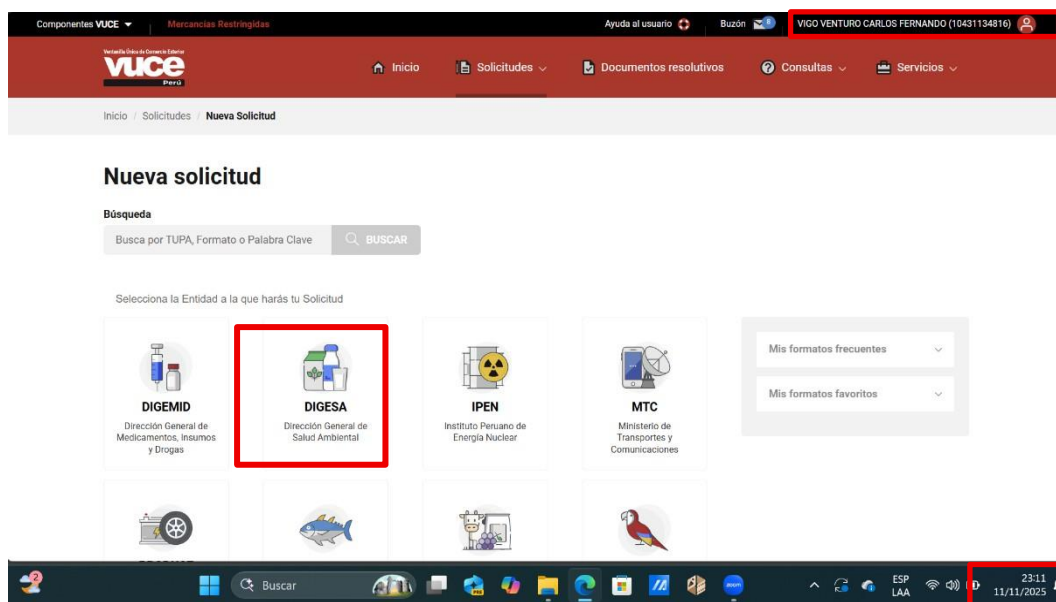 Componentes VUCE
Mercancías Restringidas
Ayuda al usuario
Buzón
VIGO VENTURO CARLOS FERNANDO (10431134816)
Ventanilla Única de Comercio Exterior
vuce
Perú
Inicio
Solicitudes
Documentos resolutivos
Consultas
Servicios
Inicio / Solicitudes / Nueva Solicitud
Nueva solicitud
Búsqueda
Busca por TUPA, Formato o Palabra Clave
BUSCAR
Selecciona la Entidad a la que harás tu Solicitud
DIGEMID
Dirección General de
Medicamentos, Insumos
y Drogas
DIGESA
Dirección General de
Salud Ambiental
IPEN
Instituto Peruano de
Energía Nuclear
MTC
Ministerio de
Transportes y
Comunicaciones
Mis formatos frecuentes
Mis formatos favoritos
2
Buscar
PRE
zoom
ESP
LAA
23:11
11/11/2025